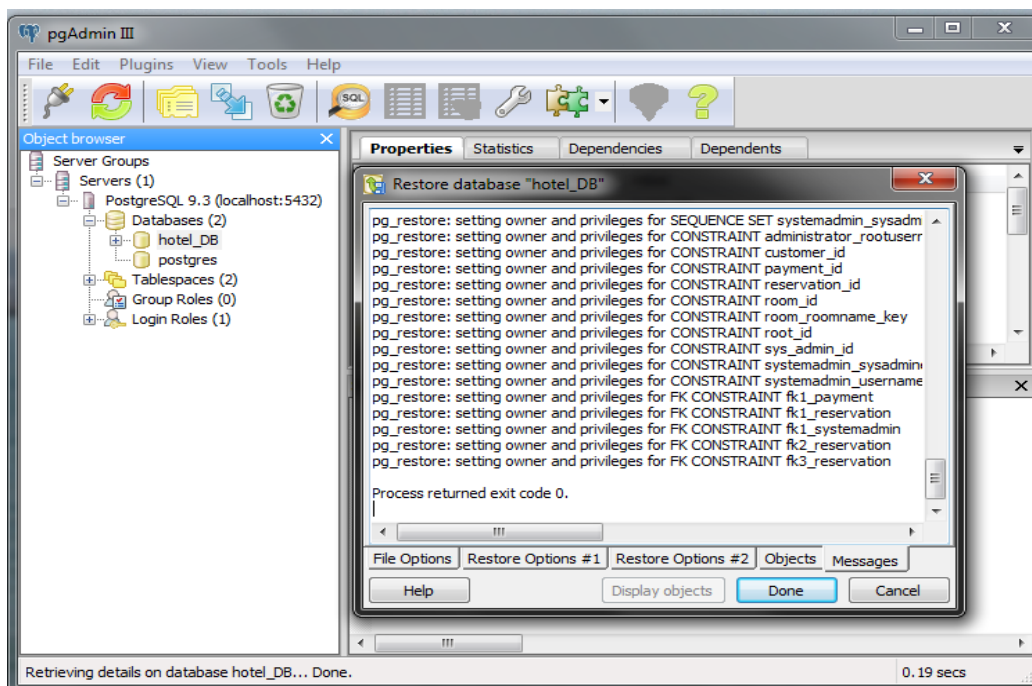 pgAdmin III
File Edit Plugins View Tools Help
SQL
Object browser
Server Groups
Servers (1)
PostgreSQL 9.3 (localhost:5432)
Databases (2)
hotel_DB
postgres
Tablespaces (2)
Group Roles (0)
Login Roles (1)
Properties Statistics Dependencies Dependents
Restore database "hotel_DB"
pg_restore: setting owner and privileges for SEQUENCE SET systemadmin_sysadm
pg_restore: setting owner and privileges for CONSTRAINT administrator_rootuserr
pg_restore: setting owner and privileges for CONSTRAINT customer_id
pg_restore: setting owner and privileges for CONSTRAINT payment_id
pg_restore: setting owner and privileges for CONSTRAINT reservation_id
pg_restore: setting owner and privileges for CONSTRAINT room_id
pg_restore: setting owner and privileges for CONSTRAINT room_roomname_key
pg_restore: setting owner and privileges for CONSTRAINT root_id
pg_restore: setting owner and privileges for CONSTRAINT sys_admin_id
pg_restore: setting owner and privileges for CONSTRAINT systemadmin_sysadmin
pg_restore: setting owner and privileges for CONSTRAINT systemadmin_username
pg_restore: setting owner and privileges for FK CONSTRAINT fk1_payment
pg_restore: setting owner and privileges for FK CONSTRAINT fk1_reservation
pg_restore: setting owner and privileges for FK CONSTRAINT fk1_systemadmin
pg_restore: setting owner and privileges for FK CONSTRAINT fk2_reservation
pg_restore: setting owner and privileges for FK CONSTRAINT fk3_reservation
Process returned exit code 0.
File Options Restore Options #1 Restore Options #2 Objects Messages
Help Display objects Done Cancel
Retrieving details on database hotel_DB... Done. 0.19 secs